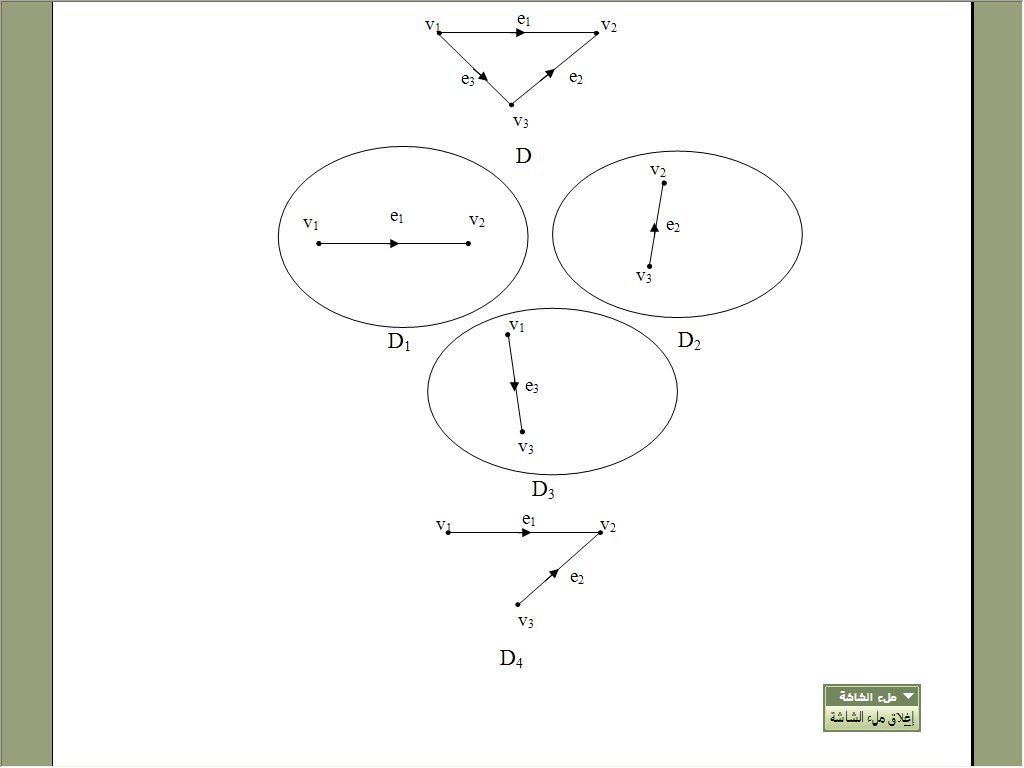 v1 e1 v2
e3 e2
v3
D
v1 e1 v2
D1
v2
e2
v3
D2
v1
e3
v3
D3
v1 e1 v2
e2
v3
D4
ملء الشاشة
إغلاق ملء الشاشة